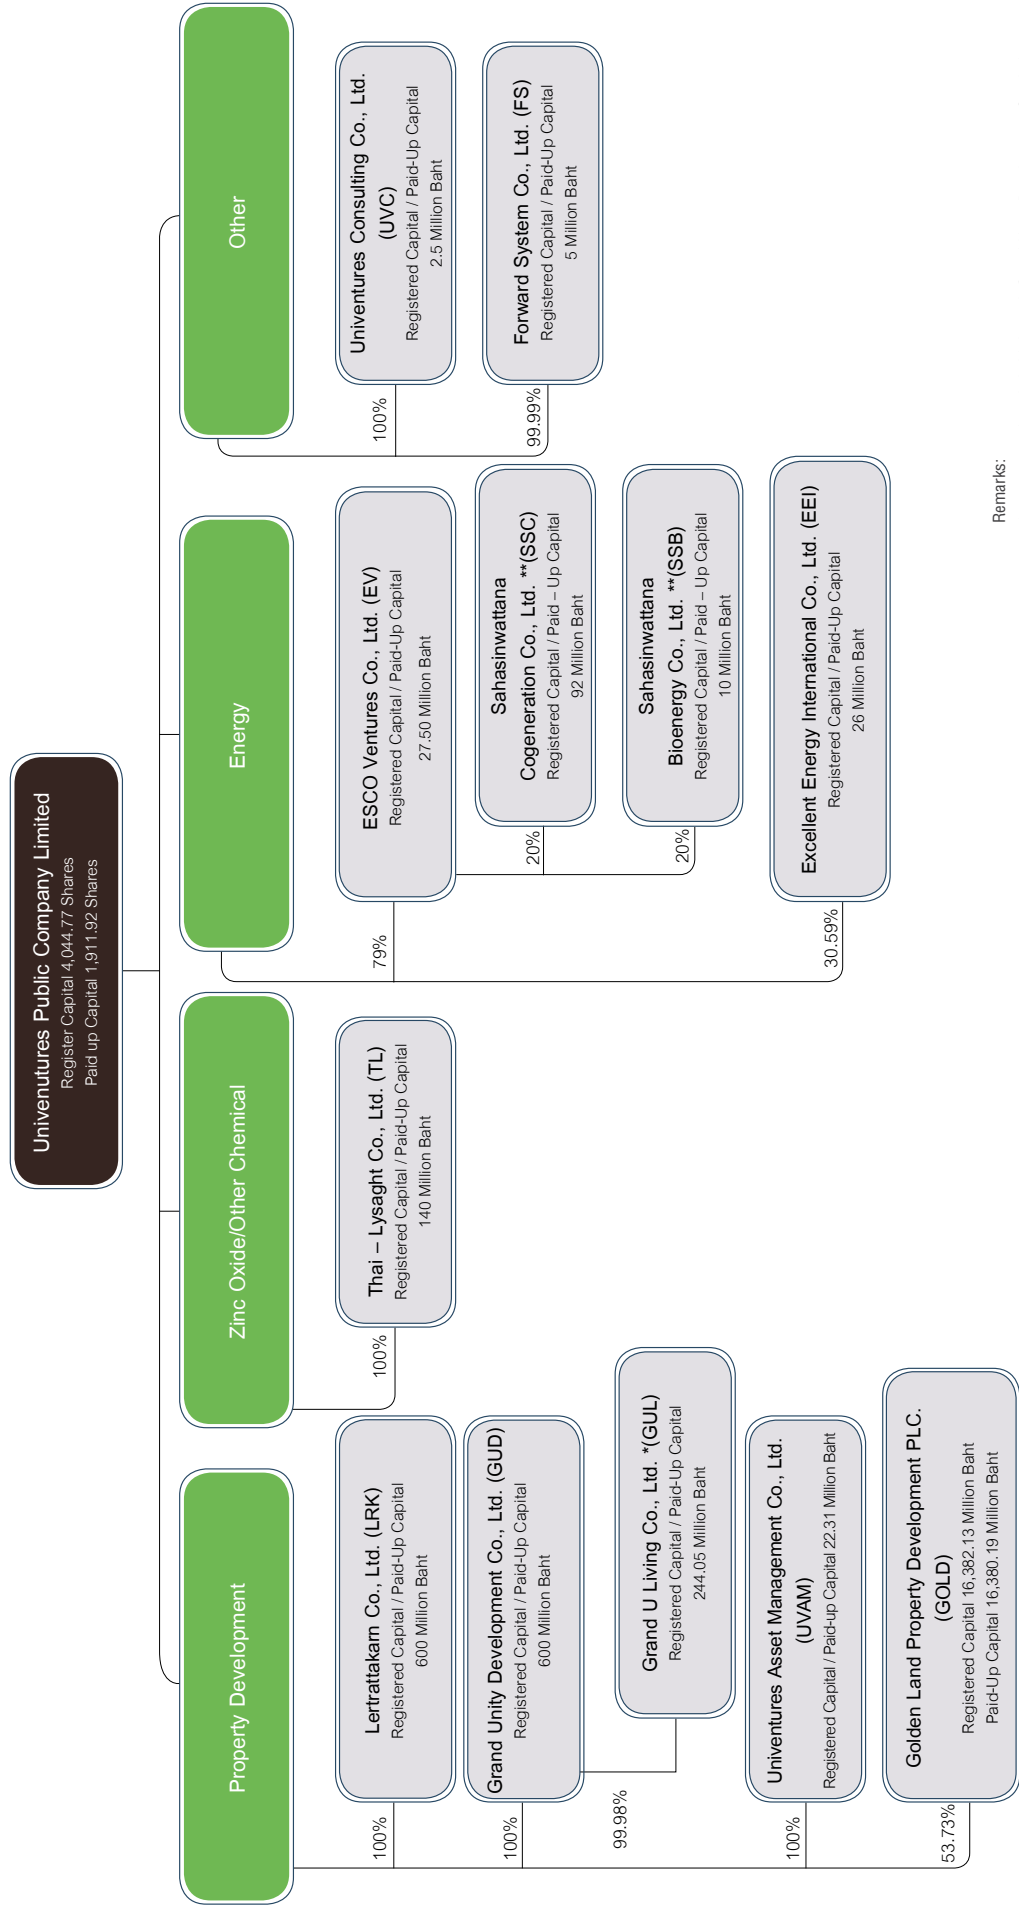 Univenutures Public Company Limited
Register Capital 4,044.77 Shares
Paid up Capital 1,911.92 Shares
Property Development
100%
Lertrattakam Co., Ltd. (LRK)
Registered Capital / Paid-Up Capital
600 Million Baht
100%
Grand Unity Development Co., Ltd. (GUD)
Registered Capital / Paid-Up Capital
600 Million Baht
99.98%
Grand U Living Co., Ltd. *(GUL)
Registered Capital / Paid-Up Capital
244.05 Million Baht
100%
Univentures Asset Management Co., Ltd.
(UVAM)
Registered Capital / Paid-up Capital 22.31 Million Baht
53.73%
Golden Land Property Development PLC.
(GOLD)
Registered Capital 16,382.13 Million Baht
Paid-Up Capital 16,380.19 Million Baht
Zinc Oxide/Other Chemical
100%
Thai – Lysaght Co., Ltd. (TL)
Registered Capital / Paid-Up Capital
140 Million Baht
Energy
79%
ESCO Ventures Co., Ltd. (EV)
Registered Capital / Paid-Up Capital
27.50 Million Baht
20%
Sahasinwattana
Cogeneration Co., Ltd. **(SSC)
Registered Capital / Paid – Up Capital
92 Million Baht
20%
Sahasinwattana
Bioenergy Co., Ltd. **(SSB)
Registered Capital / Paid – Up Capital
10 Million Baht
30.59%
Excellent Energy International Co., Ltd. (EEI)
Registered Capital / Paid-Up Capital
26 Million Baht
Other
100%
Univentures Consulting Co., Ltd.
(UVC)
Registered Capital / Paid-Up Capital
2.5 Million Baht
99.99%
Forward System Co., Ltd. (FS)
Registered Capital / Paid-Up Capital
5 Million Baht
Remarks: